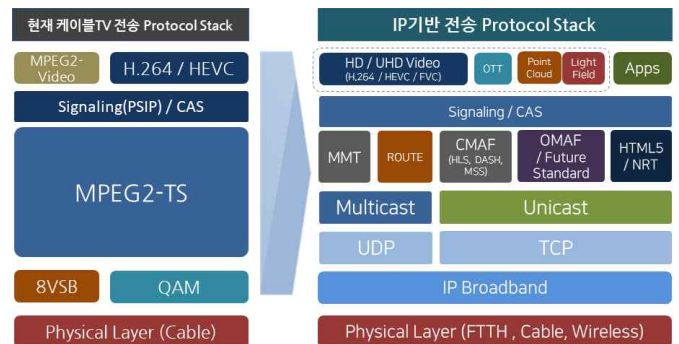 현재 케이블TV 전송 Protocol Stack
MPEG2-
Video
H.264 / HEVC
Signaling(PSIP) / CAS
MPEG2-TS
8VSB
QAM
Physical Layer (Cable)
IP기반 전송 Protocol Stack
HD / UHD Video
(H,264 / HEVC / FVC)
OTT
Point
Cloud
Light
Field
Apps
Signaling / CAS
MMT
ROUTE
CMAF
(HLS, DASH,
MSS)
OMAF
/ Future
Standard
HTML5
/ NRT
Multicast
Unicast
UDP
TCP
IP Broadband
Physical Layer (FTTH , Cable, Wireless)